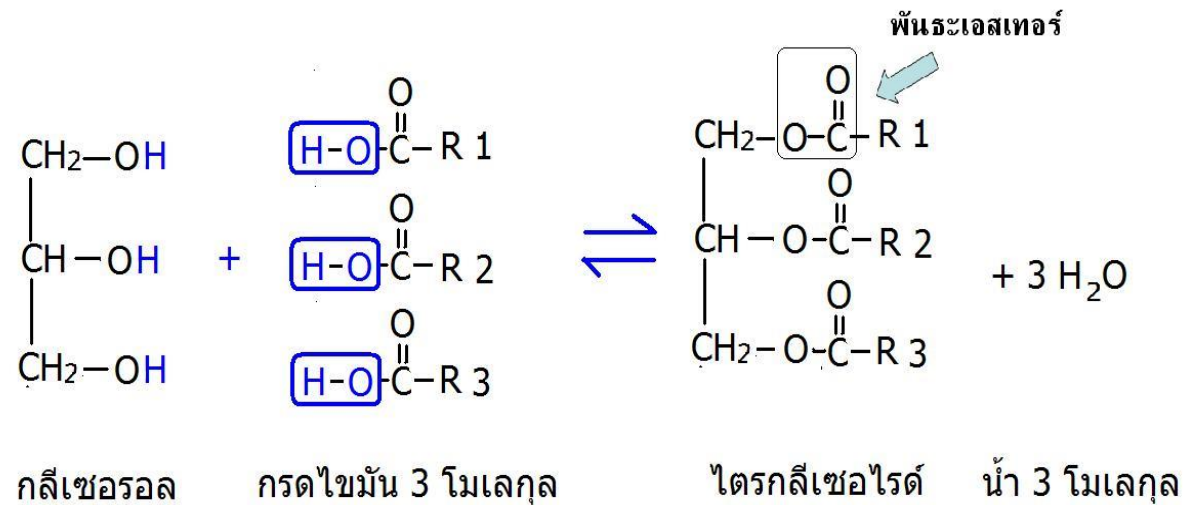 พันธะเอสเทอร์
O
O
CH2—OH
H-O-C-R 1
CH2-O-C-R 1
O
O
CH—OH + H-O-C-R 2 ⇌ CH-O-C-R 2
+ 3 H2O
O
O
CH2-OH
H-O-C-R 3
CH2-O-C-R 3
กลีเซอรอล กรดไขมัน 3 โมเลกุล ไตรกลีเซอไรด์ น้ำ 3 โมเลกุล